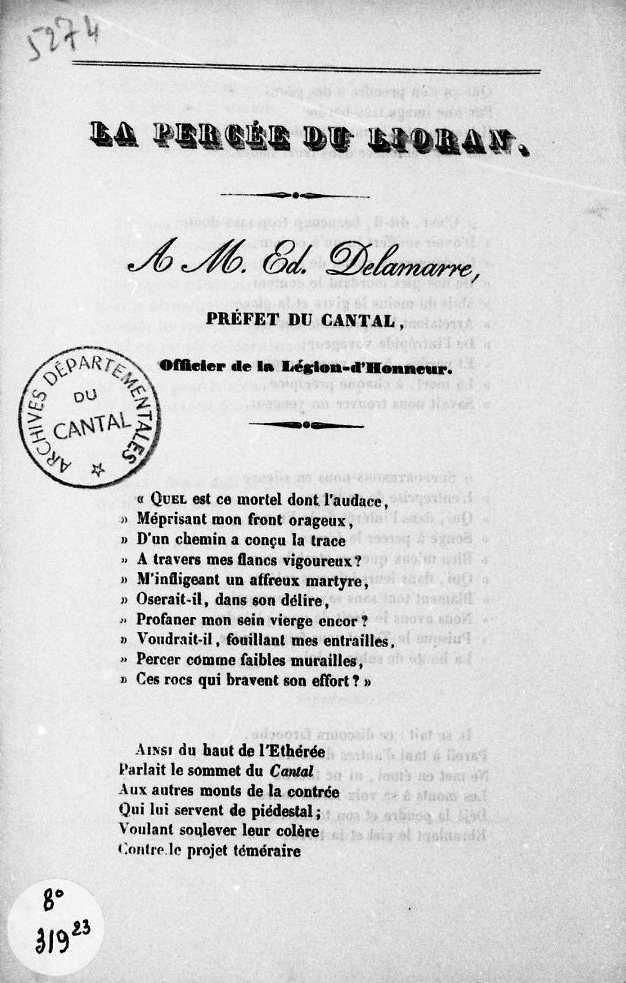 5274
LA PERCÉE DU LIORAN.
A M. Ed. Delamarre,
PRÉFET DU CANTAL,
Officier de la Légion-d'Honneur.
ARCHIVES DÉPARTEMENTALES
DU
CANTAL
« QUEL est ce mortel dont l'audace,
» Méprisant mon front orageux,
» D'un chemin a conçu la trace
» A travers mes flancs vigoureux ?
» M'infligeant un affreux martyre,
» Oserait-il, dans son délire,
» Profaner mon sein vierge encor ?
» Voudrait-il, fouillant mes entrailles,
» Percer comme faibles murailles,
» Ces rocs qui bravent son effort ? »
AINSI du haut de l'Ethérée
Parlait le sommet du Cantal
Aux autres monts de la contrée
Qui lui servent de piédestal ;
Voulant soulever leur colère
Contre le projet téméraire
8°
319 23